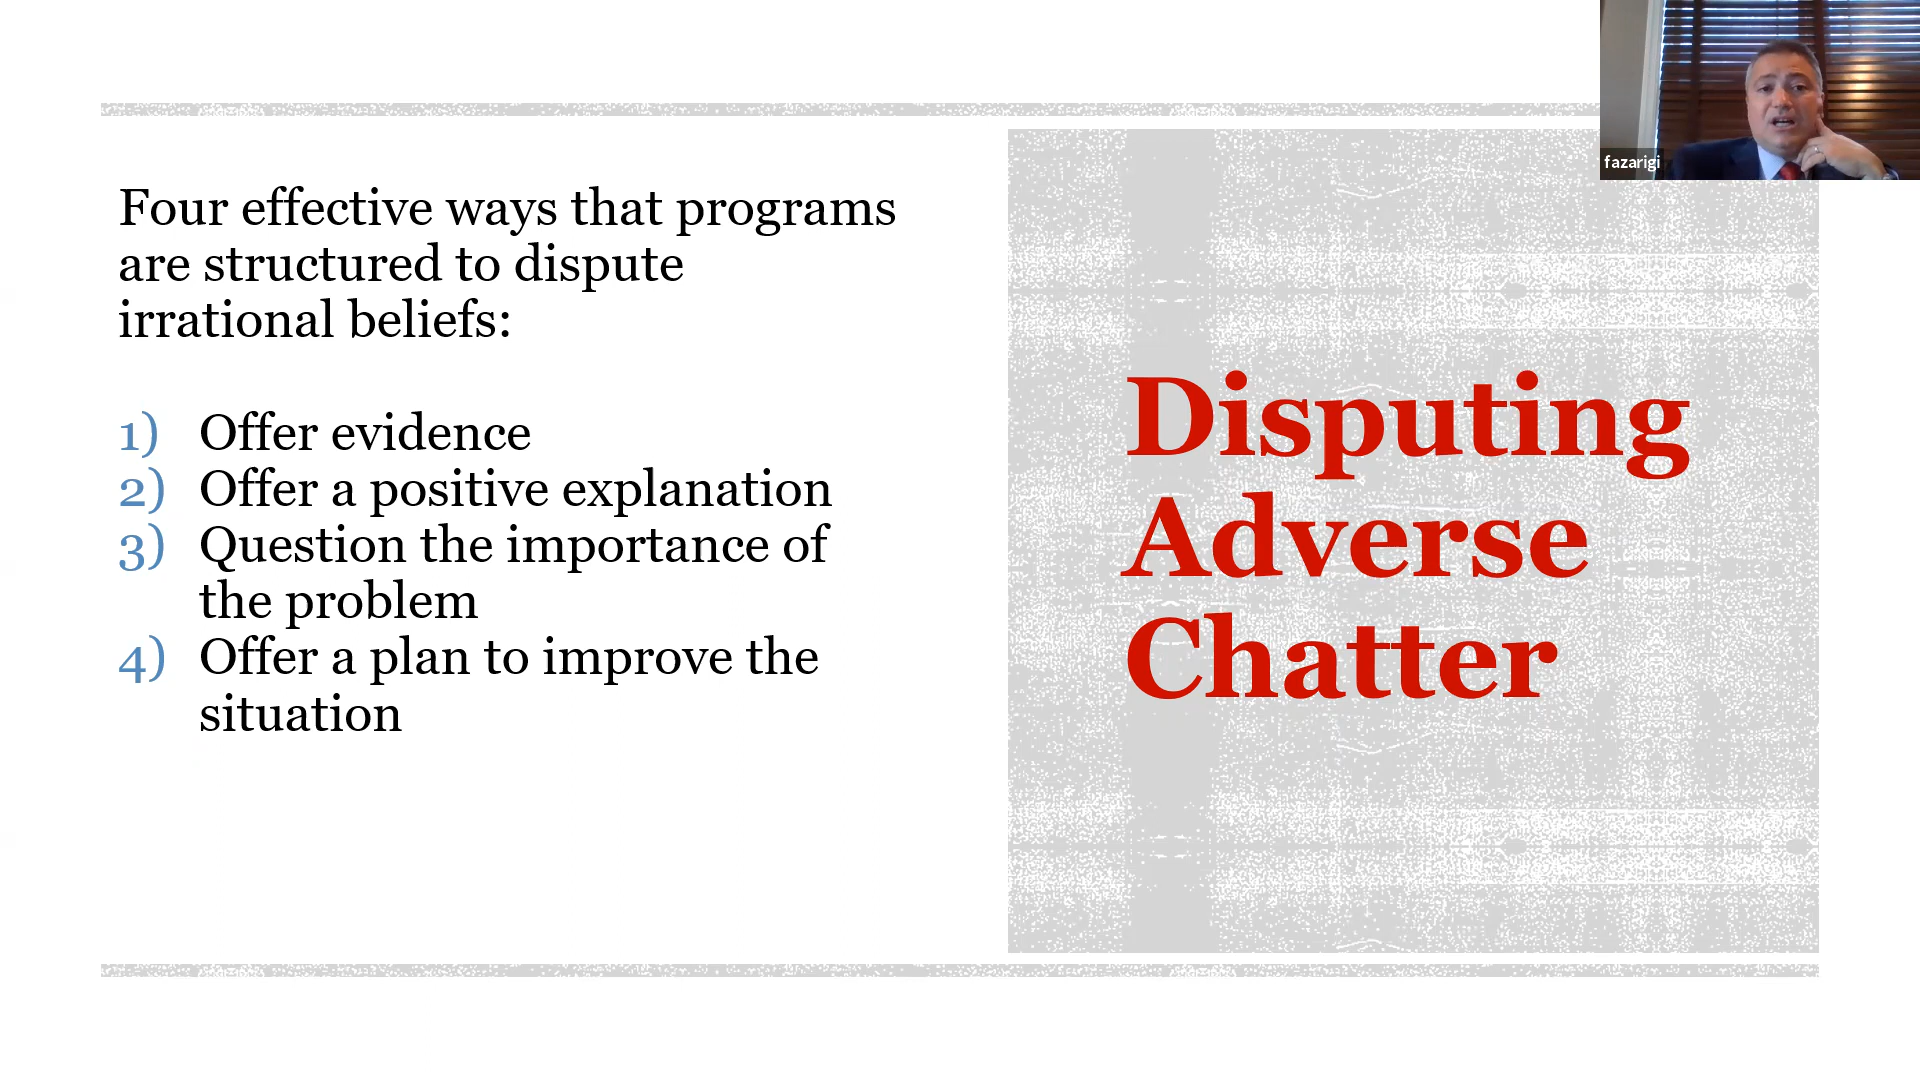 Four effective ways that programs
are structured to dispute
irrational beliefs:
1) Offer evidence
2) Offer a positive explanation
3) Question the importance of
the problem
4) Offer a plan to improve the
situation
Disputing
Adverse
Chatter
fazarigi